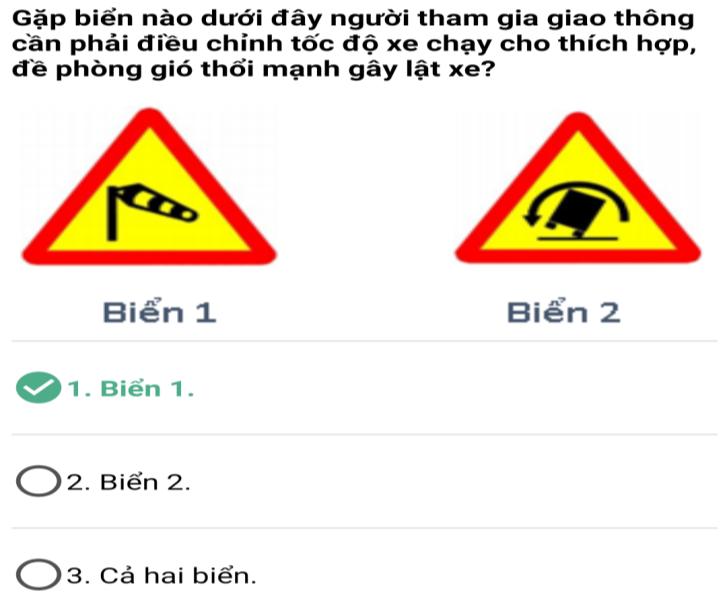 Gặp biển nào dưới đây người tham gia giao thông
cần phải điều chỉnh tốc độ xe chạy cho thích hợp,
đề phòng gió thổi mạnh gây lật xe?
Biển 1
Biển 2
1. Biển 1.
2. Biển 2.
3. Cả hai biển.